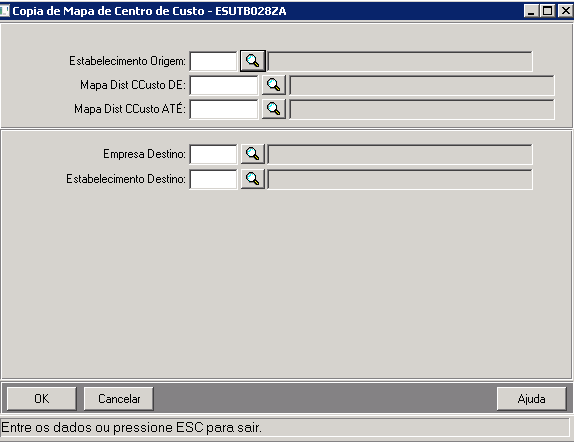 Copia de Mapa de Centro de Custo - ESUTB028ZA
Estabelecimento Origem:
Mapa Dist CCusto DE:
Mapa Dist CCusto ATÉ:
Empresa Destino:
Estabelecimento Destino:
OK Cancelar Ajuda
Entre os dados ou pressione ESC para sair.